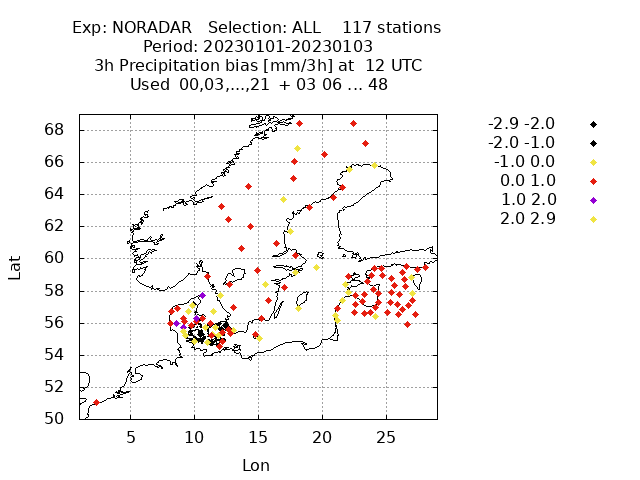 Exp: NORADAR   Selection: ALL    117 stations
Period: 20230101-20230103
3h Precipitation bias [mm/3h] at  12 UTC
Used  00,03,...,21  + 03 06 ... 48
68
66
64
62
60
58
56
54
52
50
Lat
5 10 15 20 25
Lon
-2.9 -2.0
-2.0 -1.0
-1.0 0.0
0.0 1.0
1.0 2.0
2.0 2.9